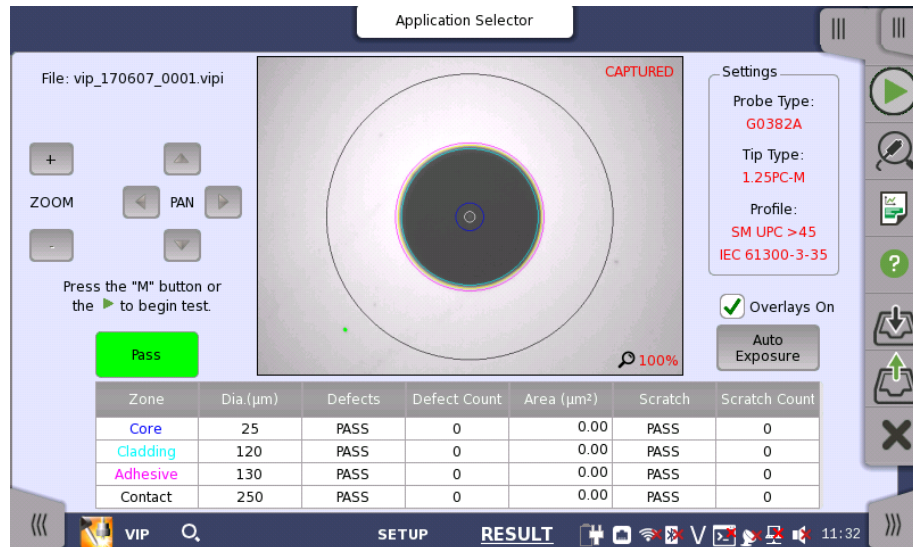 Application Selector
File: vip_170607_0001.vipi
+
ZOOM
-
PAN
Press the "M" button or
the ▶ to begin test.
Pass
CAPTURED
100%
Settings
Probe Type:
G0382A
Tip Type:
1.25PC-M
Profile:
SM UPC >45
IEC 61300-3-35
Overlays On
Auto
Exposure
Zone Dia.(µm) Defects Defect Count Area (µm²) Scratch Scratch Count
Core 25 PASS 0 0.00 PASS 0
Cladding 120 PASS 0 0.00 PASS 0
Adhesive 130 PASS 0 0.00 PASS 0
Contact 250 PASS 0 0.00 PASS 0
VIP SETUP RESULT 11:32